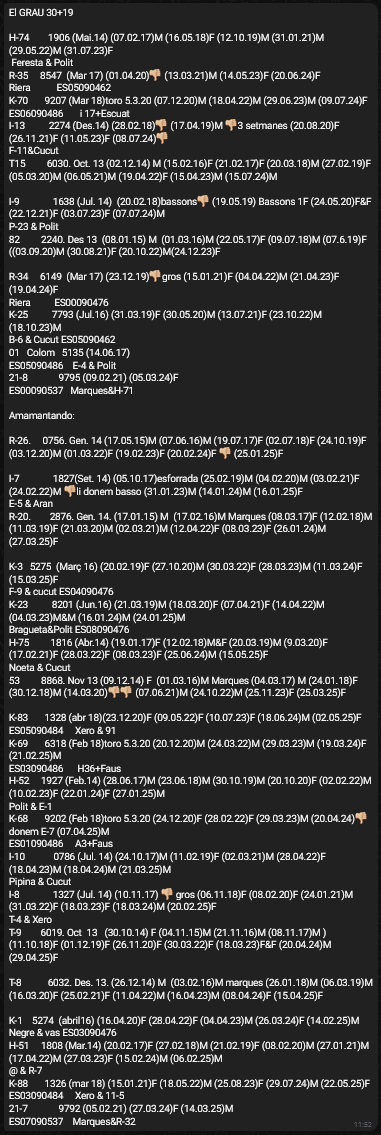 El GRAU 30+19
H-74 1906 (Mai.14) (07.02.17)M (16.05.18)F (12.10.19)M (31.01.21)M
(29.05.22)M (31.07.23)F
Feresta & Polit
R-35 8547 (Mar 17) (01.04.20)👎 (13.03.21)M (14.05.23)F (20.06.24)F
Riera ES05090462
K-70 9207 (Mar 18)toro 5.3.20 (07.12.20)M (18.04.22)M (29.06.23)M (09.07.24)F
ES06090486 i 17+Escuat
I-13 2274 (Des.14) (28.02.18)👎 (17.04.19)M 👎3 setmanes (20.08.20)F
(26.11.21)F (11.05.23)F (08.07.24)👎
F-11&Cucut
T15 6030. Oct. 13 (02.12.14) M (15.02.16)F (21.02.17)F (20.03.18)M (27.02.19)F
(05.03.20)M (06.05.21)M (19.04.22)F (15.04.23)M (15.07.24)M
I-9 1638 (Jul. 14) (20.02.18)bassons👎 (19.05.19) Bassons 1F (24.05.20)F&F
(22.12.21)F (03.07.23)F (07.07.24)M
P-23 & Polit
82 2240. Des 13 (08.01.15) M (01.03.16)M (22.05.17)F (09.07.18)M (07.6.19)F
((03.09.20)M (30.08.21)F (20.10.22)M(24.12.23)F
R-34 6149 (Mar 17) (23.12.19)👎gros (15.01.21)F (04.04.22)M (21.04.23)F
(19.04.24)F
Riera ES00090476
K-25 7793 (Jul.16) (31.03.19)F (30.05.20)M (13.07.21)F (23.10.22)M
(18.10.23)M
B-6 & Cucut ES05090462
01 Colom 5135 (14.06.17)
ES05090486 E-4 & Polit
21-8 9795 (09.02.21) (05.03.24)F
ES00090537 Marques&H-71
Amamantando:
R-26. 0756. Gen. 14 (17.05.15)M (07.06.16)M (19.07.17)F (02.07.18)F (24.10.19)F
(03.12.20)M (01.03.22)F (19.02.23)F (20.02.24)F 👎 (25.01.25)F
I-7 1827(Set. 14) (05.10.17)esforrada (25.02.19)M (04.02.20)M (03.02.21)F
(24.02.22)M 👎li donem basso (31.01.23)M (14.01.24)M (16.01.25)F
E-5 & Aran
R-20. 2876. Gen. 14. (17.01.15) M (17.02.16)M Marques (08.03.17)F (12.02.18)M
(11.03.19)F (21.03.20)M (02.03.21)M (12.04.22)F (08.03.23)F (26.01.24)M
(27.03.25)F
K-3 5275 (Març 16) (20.02.19)F (27.10.20)M (30.03.22)F (28.03.23)M (11.03.24)F
(15.03.25)F
F-9 & cucut ES04090476
K-23 8201 (Jun.16) (21.03.19)M (18.03.20)F (07.04.21)F (14.04.22)M
(04.03.23)M&M (16.01.24)M (24.01.25)M
Bragueta&Polit ES08090476
H-75 1816 (Abr.14) (19.01.17)F (12.02.18)M&F (20.03.19)M (9.03.20)F
(17.02.21)F (28.03.22)F (08.03.23)F (25.06.24)M (15.05.25)F
Noeta & Cucut
53 8868. Nov 13 (09.12.14) F (01.03.16)M Marques (04.03.17) M (24.01.18)F
(30.12.18)M (14.03.20)👎👎 (07.06.21)M (24.10.22)M (25.11.23)F (25.03.25)F
K-83 1328 (abr 18)(23.12.20)F (09.05.22)F (10.07.23)F (18.06.24)M (02.05.25)F
ES05090484 Xero & 91
K-69 6318 (Feb 18)toro 5.3.20 (20.12.20)M (24.03.22)M (29.03.23)M (19.03.24)F
(21.02.25)M
ES03090486 H36+Faus
H-52 1927 (Feb.14) (28.06.17)M (23.06.18)M (30.10.19)M (20.10.20)F (02.02.22)M
(10.02.23)F (22.01.24)F (27.01.25)M
Polit & E-1
K-68 9202 (Feb 18)toro 5.3.20 (24.12.20)F (28.02.22)F (29.03.23)M (20.04.24)👎
donem E-7 (07.04.25)M
ES01090486 A3+Faus
I-10 0786 (Jul. 14) (24.10.17)M (11.02.19)F (02.03.21)M (28.04.22)F
(18.04.23)M (18.04.24)M (21.03.25)F
Pipina & Cucut
I-8 1327 (Jul. 14) (10.11.17) 👎 gros (06.11.18)F (08.02.20)F (24.01.21)M
(31.03.22)F (18.03.23)F (18.03.24)M (20.02.25)F
T-4 & Xero
T-9 6019. Oct 13 (30.10.14) F (04.11.15)M (21.11.16)M (08.11.17)M )
(11.10.18)F (01.12.19)F (26.11.20)F (30.03.22)F (18.03.23)F&F (20.04.24)M
(29.04.25)F
T-8 6032. Des. 13. (26.12.14) M (03.02.16)M marques (26.01.18)M (06.03.19)M
(16.03.20)F (25.02.21)F (11.04.22)M (16.04.23)M (08.04.24)F (15.04.25)F
K-1 5274 (abril16) (16.04.20)F (28.04.22)F (04.04.23)M (26.03.24)F (14.02.25)M
Negre & vas ES03090476
H-51 1808 (Mar.14) (20.02.17)F (27.02.18)M (21.02.19)F (08.02.20)M (27.01.21)M
(17.04.22)M (27.03.23)F (15.02.24)M (06.02.25)M
@ & R-7
K-88 1326 (mar 18) (15.01.21)F (18.05.22)M (25.08.23)F (29.07.24)M (22.05.25)F
ES03090484 Xero & 11-5
21-7 9792 (05.02.21) (27.03.24)F (14.03.25)M
ES07090537 Marques&R-32
11:52